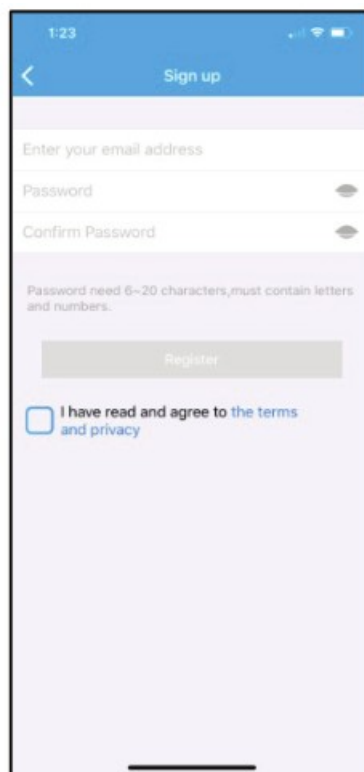 1:23
Sign up
Enter your email address
Password
Confirm Password
Password need 6~20 characters,must contain letters
and numbers.
Register
I have read and agree to the terms
and privacy